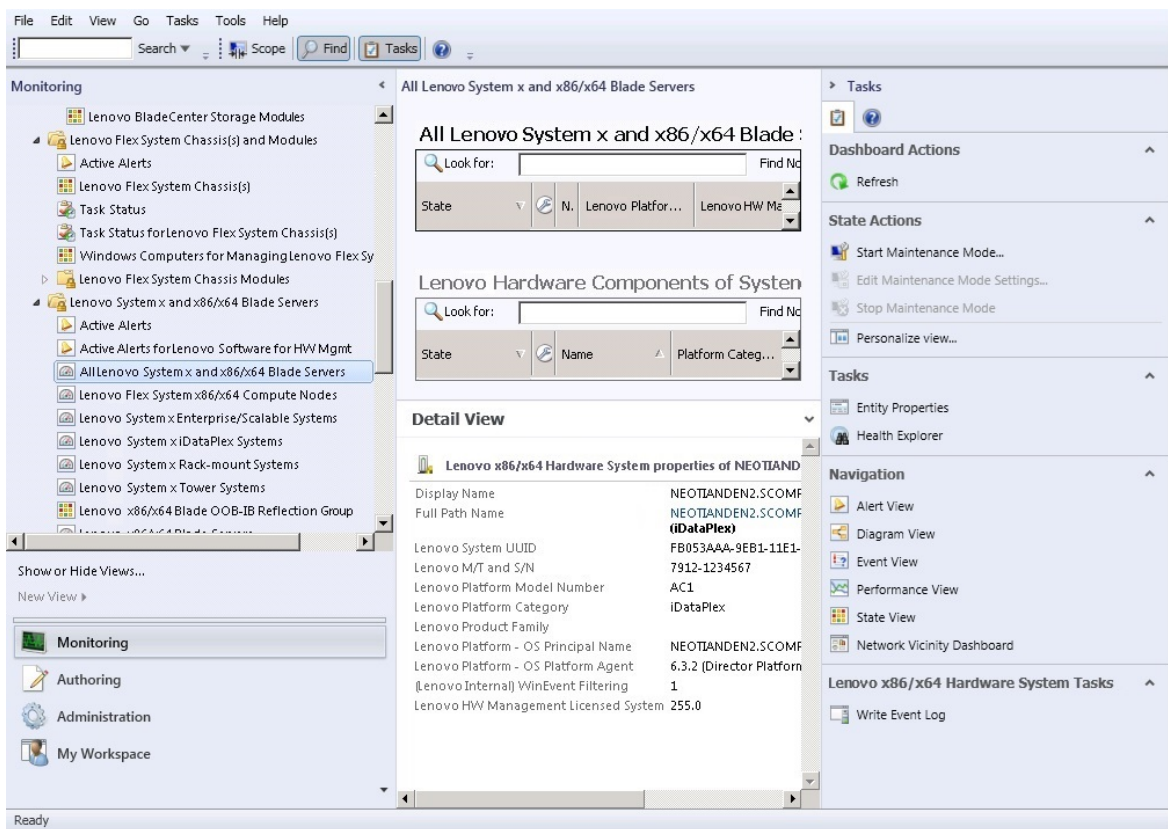 File Edit View Go Tasks Tools Help
Search Scope Find Tasks
Monitoring
Lenovo BladeCenter Storage Modules
Lenovo Flex System Chassis(s) and Modules
Active Alerts
Lenovo Flex System Chassis(s)
Task Status
Task Status for Lenovo Flex System Chassis(s)
Windows Computers for Managing Lenovo Flex Sy
Lenovo Flex System Chassis Modules
Lenovo System x and x86/x64 Blade Servers
Active Alerts
Active Alerts for Lenovo Software for HW Mgmt
All Lenovo System x and x86/x64 Blade Servers
Lenovo Flex System x86/x64 Compute Nodes
Lenovo System x Enterprise/Scalable Systems
Lenovo System x iDataPlex Systems
Lenovo System x Rack-mount Systems
Lenovo System x Tower Systems
Lenovo x86/x64 Blade OOB-IB Reflection Group
Show or Hide Views...
New View
Monitoring
Authoring
Administration
My Workspace
Ready
All Lenovo System x and x86/x64 Blade Servers
All Lenovo System x and x86/x64 Blade
Look for: Find No
State N. Lenovo Platfor... Lenovo HW Ma
Lenovo Hardware Components of System
Look for: Find No
State Name Platform Categ...
Detail View
Lenovo x86/x64 Hardware System properties of NEOTIAND
Display Name NEOTIANDEN2.SCOMF
Full Path Name NEOTIANDEN2.SCOMF
(iDataPlex)
Lenovo System UUID FB053AAA-9EB1-11E1-
Lenovo M/T and S/N 7912-1234567
Lenovo Platform Model Number AC1
Lenovo Platform Category iDataPlex
Lenovo Product Family
Lenovo Platform - OS Principal Name NEOTIANDEN2.SCOMF
Lenovo Platform - OS Platform Agent 6.3.2 (Director Platforn
(Lenovo Internal) WinEvent Filtering 1
Lenovo HW Management Licensed System 255.0
Tasks
Dashboard Actions
Refresh
State Actions
Start Maintenance Mode...
Edit Maintenance Mode Settings...
Stop Maintenance Mode
Personalize view...
Tasks
Entity Properties
Health Explorer
Navigation
Alert View
Diagram View
Event View
Performance View
State View
Network Vicinity Dashboard
Lenovo x86/x64 Hardware System Tasks
Write Event Log